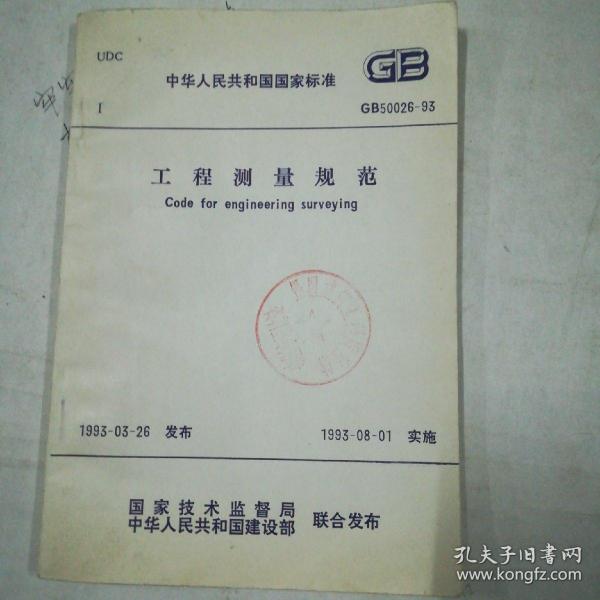 UDC
中华人民共和国国家标准
GB
I
GB50026-93
工程测量规范
Code for engineering surveying
1993-03-26 发布
1993-08-01 实施
国家技术监督局
中华人民共和国建设部
联合发布
孔夫子旧书网
www.kongfz.com